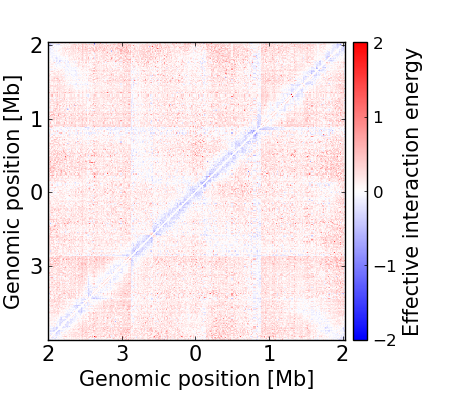 2
1
0
3
Genomic position [Mb]
2 3 0 1 2
Genomic position [Mb]
2
1
0
−1
−2
Effective interaction energy